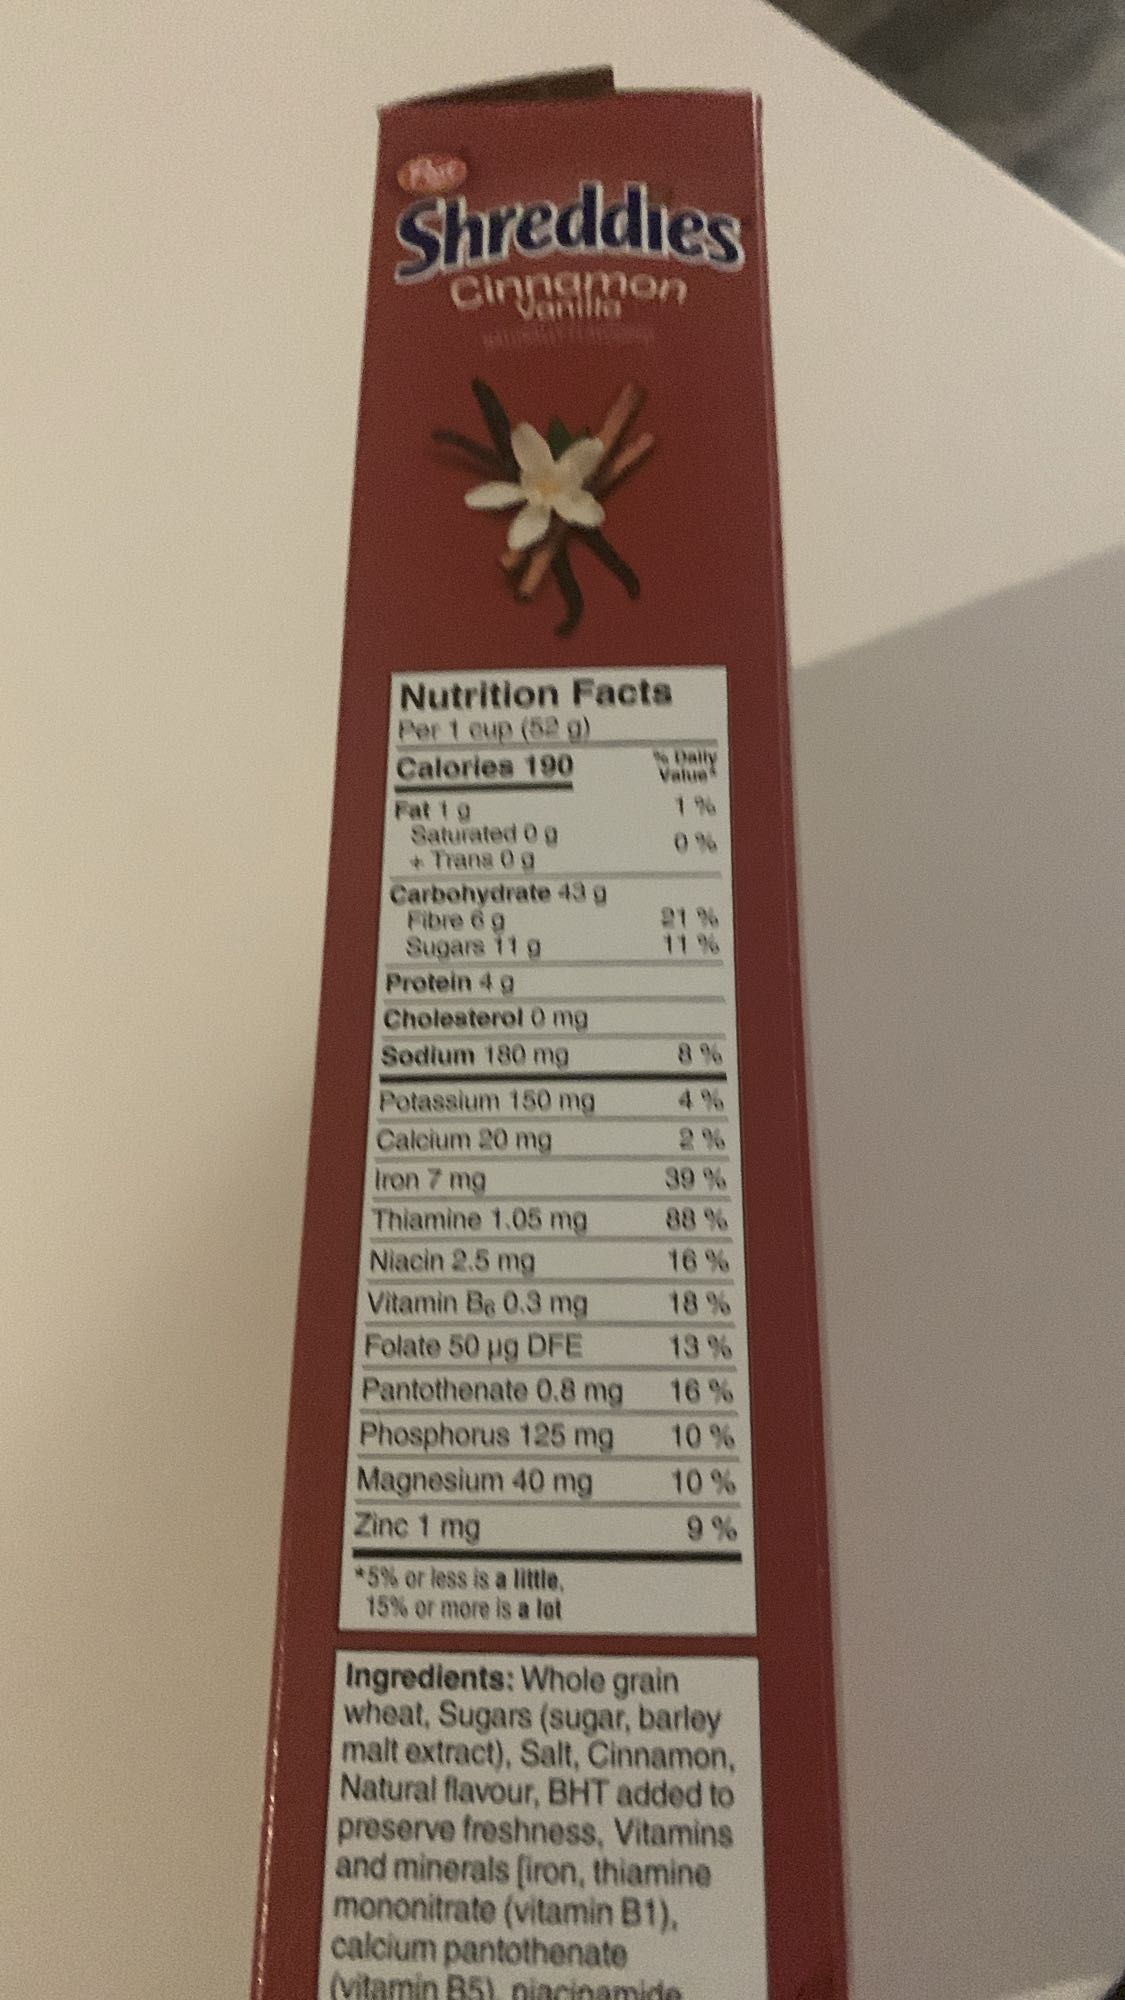 Post
Shreddies
Cinnamon
Vanilla
Nutrition Facts
Per 1 cup (52 g)
Calories 190
% Daily
Value*
Fat 1 g 1 %
Saturated 0 g
+ Trans 0 g 0 %
Carbohydrate 43 g
Fibre 6 g 21 %
Sugars 11 g 11 %
Protein 4 g
Cholesterol 0 mg
Sodium 180 mg 8 %
Potassium 150 mg 4 %
Calcium 20 mg 2 %
Iron 7 mg 39 %
Thiamine 1.05 mg 88 %
Niacin 2.5 mg 16 %
Vitamin B6 0.3 mg 18 %
Folate 50 µg DFE 13 %
Pantothenate 0.8 mg 16 %
Phosphorus 125 mg 10 %
Magnesium 40 mg 10 %
Zinc 1 mg 9 %
*5% or less is a little,
15% or more is a lot
Ingredients: Whole grain
wheat, Sugars (sugar, barley
malt extract), Salt, Cinnamon,
Natural flavour, BHT added to
preserve freshness, Vitamins
and minerals [iron, thiamine
mononitrate (vitamin B1),
calcium pantothenate
(vitamin B5), niacinamide